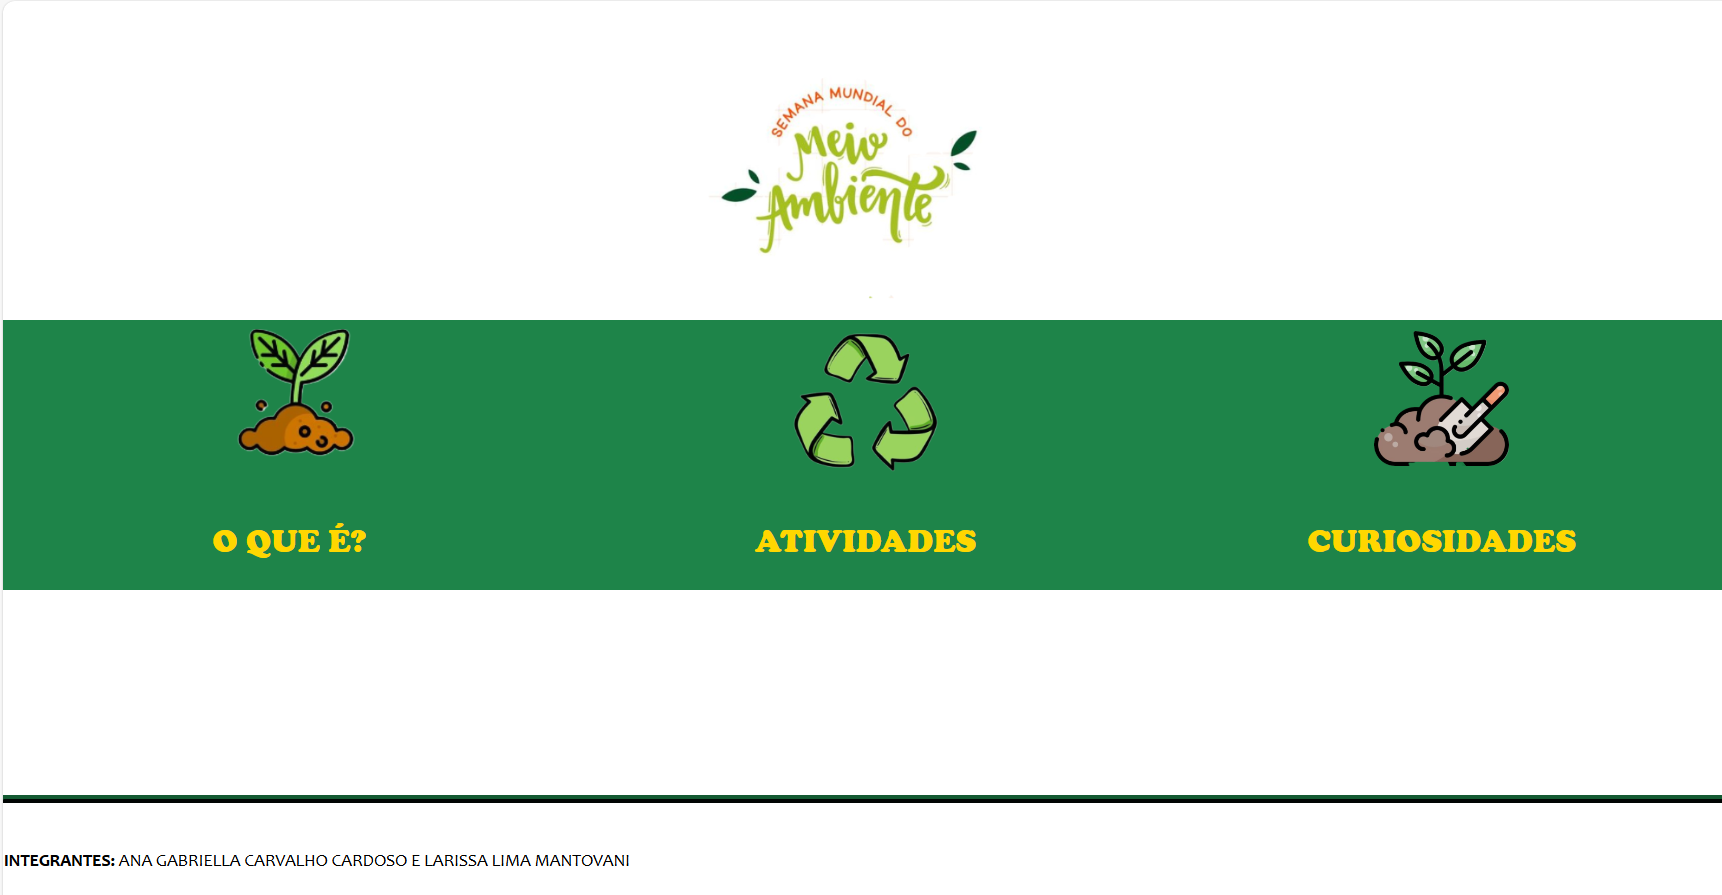 SEMANA MUNDIAL DO
Meio
Ambiente
O QUE É?
ATIVIDADES
CURIOSIDADES
INTEGRANTES: ANA GABRIELLA CARVALHO CARDOSO E LARISSA LIMA MANTOVANI